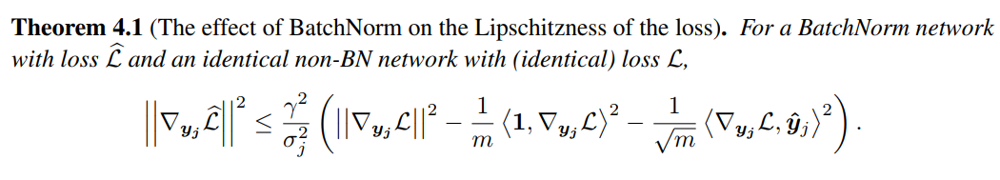 Theorem 4.1 (The effect of BatchNorm on the Lipschitzness of the loss). For a BatchNorm network
with loss $\widehat{\mathcal{L}}$ and an identical non-BN network with (identical) loss $\mathcal{L}$,
$$\left|\left|\nabla_{\boldsymbol{y}_j}\widehat{\mathcal{L}}\right|\right|^2 \leq \frac{\gamma^2}{\sigma_j^2}\left(\left|\left|\nabla_{\boldsymbol{y}_j}\mathcal{L}\right|\right|^2 - \frac{1}{m}\left\langle \mathbf{1}, \nabla_{\boldsymbol{y}_j}\mathcal{L}\right\rangle^2 - \frac{1}{\sqrt{m}}\left\langle \nabla_{\boldsymbol{y}_j}\mathcal{L}, \hat{\boldsymbol{y}}_j\right\rangle^2\right).$$